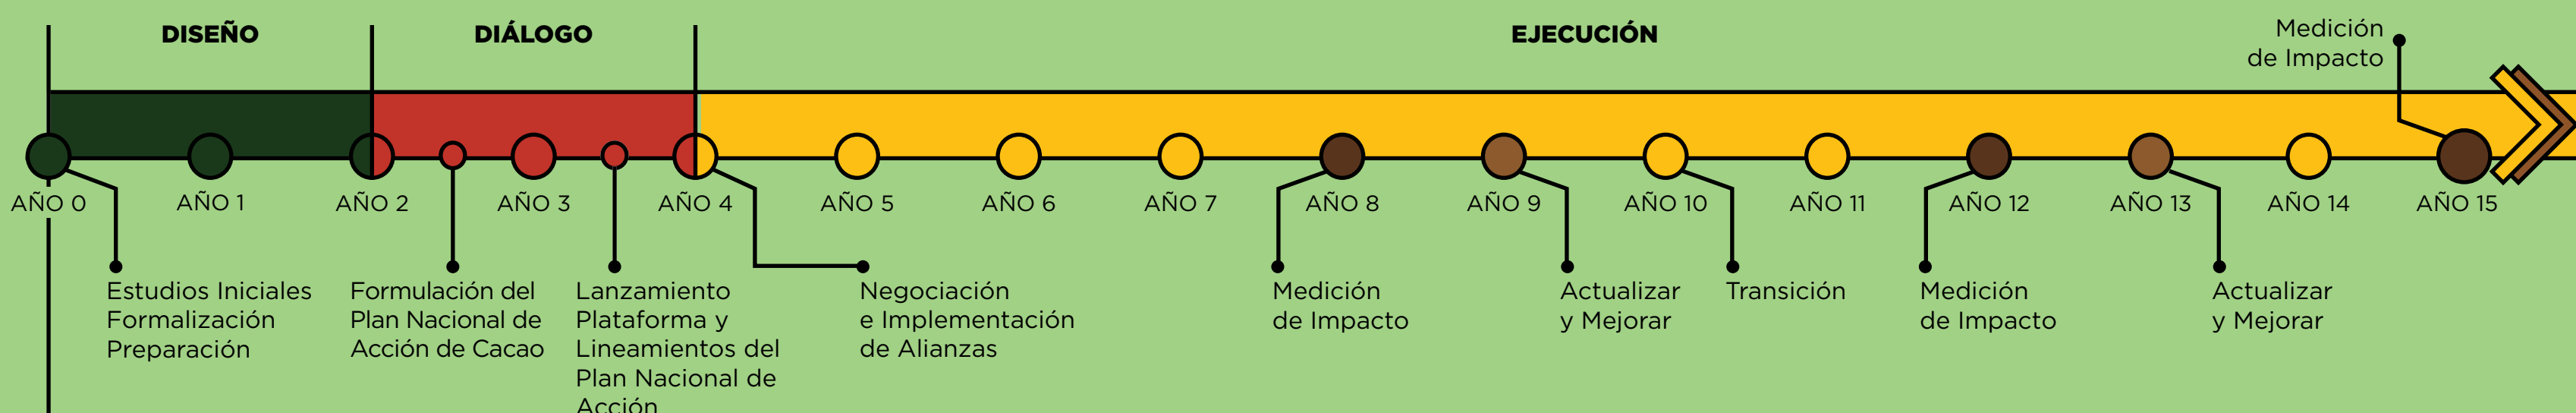 DISEÑO
DIÁLOGO
EJECUCIÓN
Medición
de Impacto
AÑO 0
AÑO 1
AÑO 2
AÑO 3
AÑO 4
AÑO 5
AÑO 6
AÑO 7
AÑO 8
AÑO 9
AÑO 10
AÑO 11
AÑO 12
AÑO 13
AÑO 14
AÑO 15
Estudios Iniciales
Formalización
Preparación
Formulación del
Plan Nacional de
Acción de Cacao
Lanzamiento
Plataforma y
Lineamientos del
Plan Nacional de
Acción
Negociación
e Implementación
de Alianzas
Medición
de Impacto
Actualizar
y Mejorar
Transición
Medición
de Impacto
Actualizar
y Mejorar